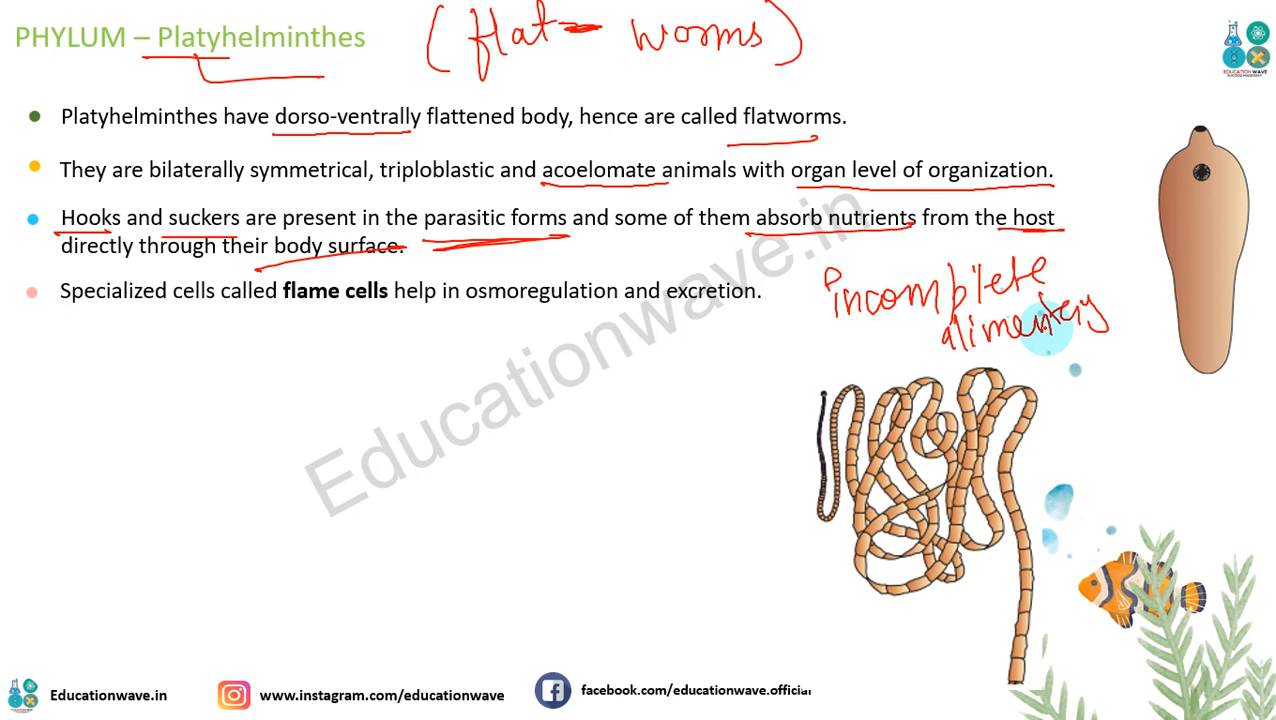 PHYLUM – Platyhelminthes
(flat- worms)
EDUCATION WAVE
Platyhelminthes have dorso-ventrally flattened body, hence are called flatworms.
They are bilaterally symmetrical, triploblastic and acoelomate animals with organ level of organization.
Hooks and suckers are present in the parasitic forms and some of them absorb nutrients from the host
directly through their body surface.
Specialized cells called flame cells help in osmoregulation and excretion.
incomplete
alimentery
Educationwave.in
Educationwave.in
www.instagram.com/educationwave
facebook.com/educationwave.official